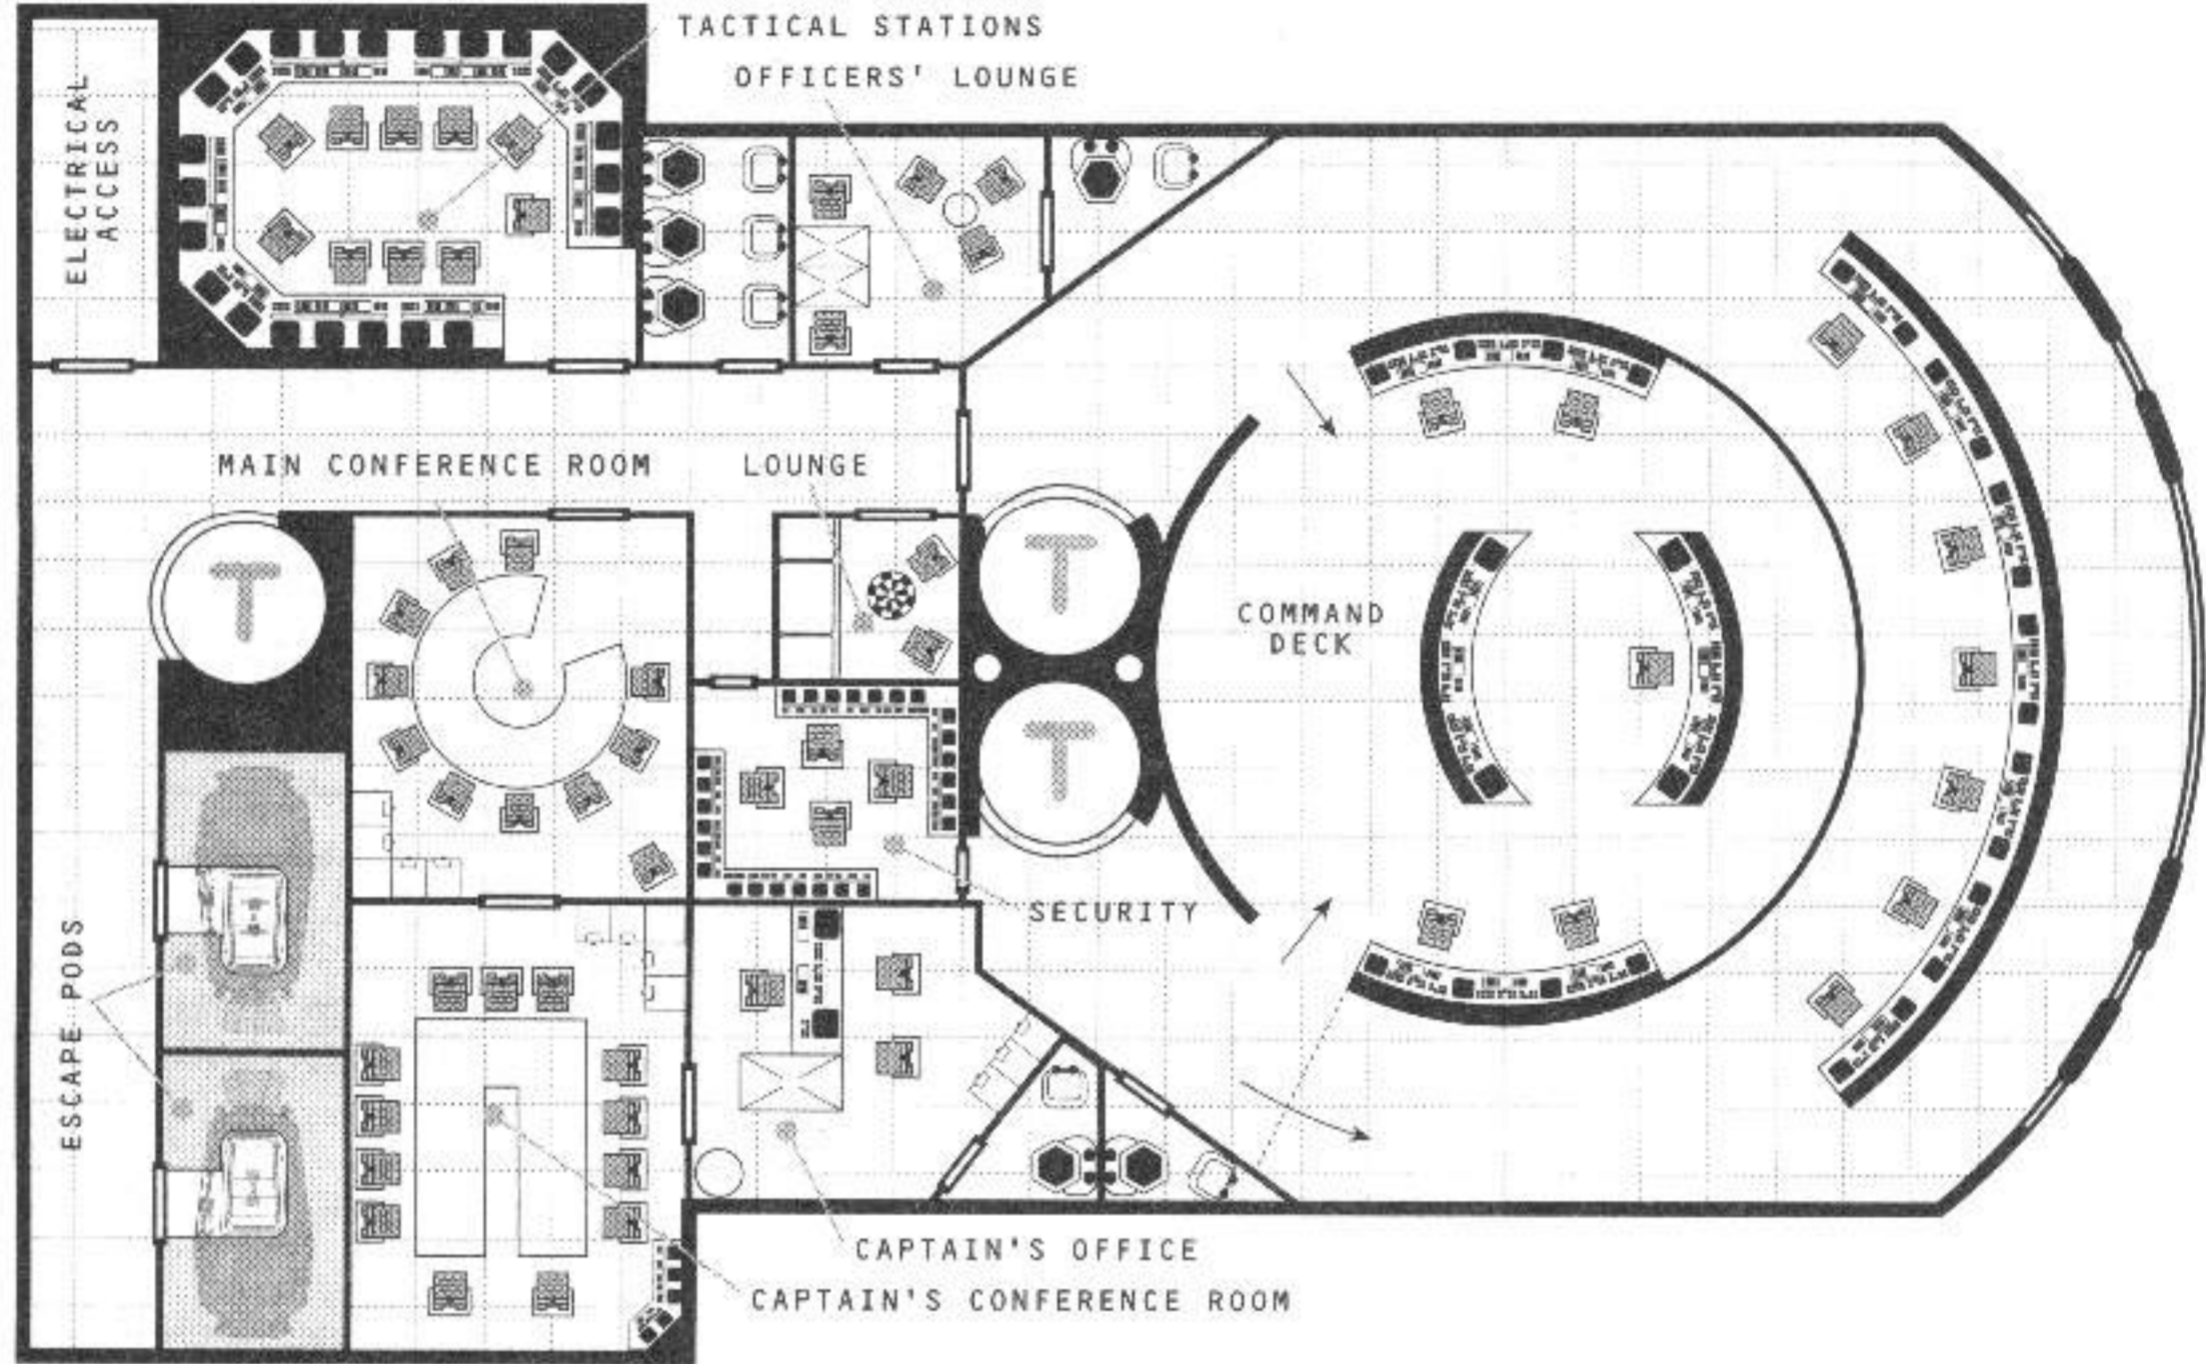 TACTICAL STATIONS
OFFICERS' LOUNGE
ELECTRICAL
ACCESS
MAIN CONFERENCE ROOM
LOUNGE
T
T
T
COMMAND
DECK
SECURITY
ESCAPE PODS
CAPTAIN'S OFFICE
CAPTAIN'S CONFERENCE ROOM